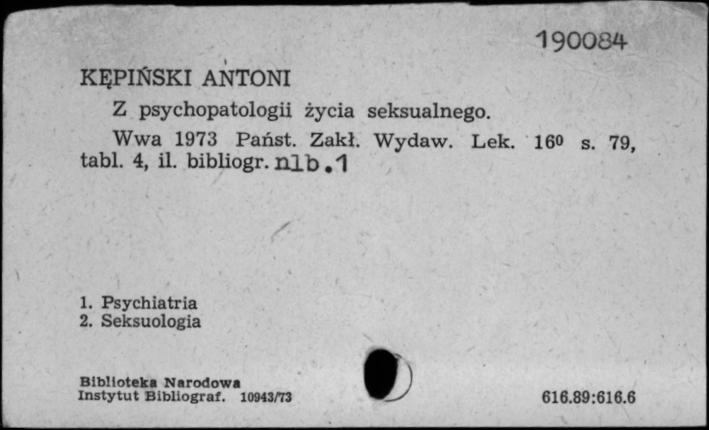 190084
KĘPIŃSKI ANTONI
Z psychopatologii życia seksualnego.
Wwa 1973 Państ. Zakł. Wydaw. Lek. 16⁰ s. 79,
tabl. 4, il. bibliogr. nlb.1
1. Psychiatria
2. Seksuologia
Biblioteka Narodowa
Instytut Bibliograf. 10943/73
616.89:616.6